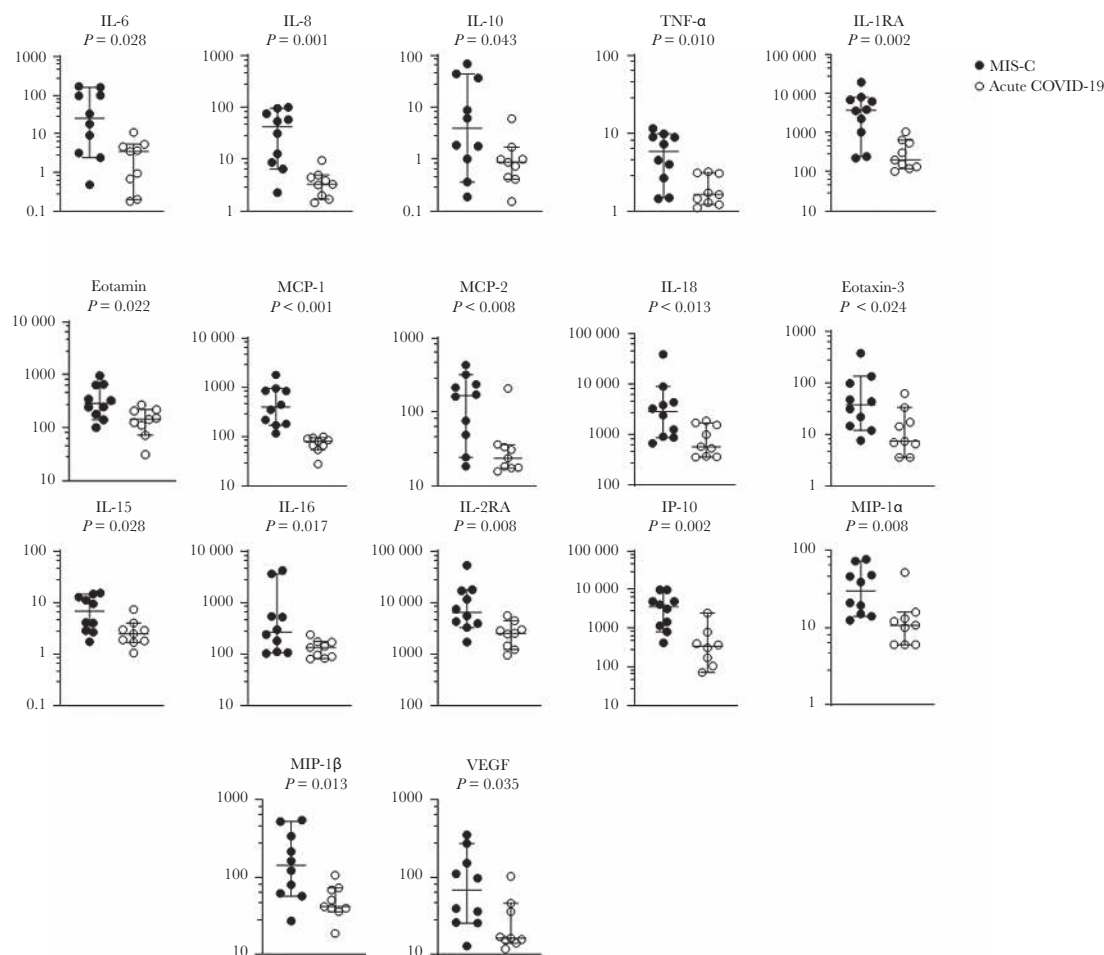 IL-6
P = 0.028
1000
100
10
1
0.1
IL-8
P = 0.001
1000
100
10
1
IL-10
P = 0.043
100
10
1
0.1
TNF-α
P = 0.010
100
10
1
IL-1RA
P = 0.002
100 000
10 000
1000
100
10
MIS-C
Acute COVID-19
Eotamin
P = 0.022
10 000
1000
100
10
MCP-1
P < 0.001
10 000
1000
100
10
MCP-2
P < 0.008
1000
100
10
IL-18
P < 0.013
100 000
10 000
1000
100
Eotaxin-3
P < 0.024
1000
100
10
1
IL-15
P = 0.028
100
10
1
0.1
IL-16
P = 0.017
10 000
1000
100
10
IL-2RA
P = 0.008
100 000
10 000
1000
100
IP-10
P = 0.002
100 000
10 000
1000
100
10
MIP-1α
P = 0.008
100
10
1
MIP-1β
P = 0.013
1000
100
10
VEGF
P = 0.035
1000
100
10